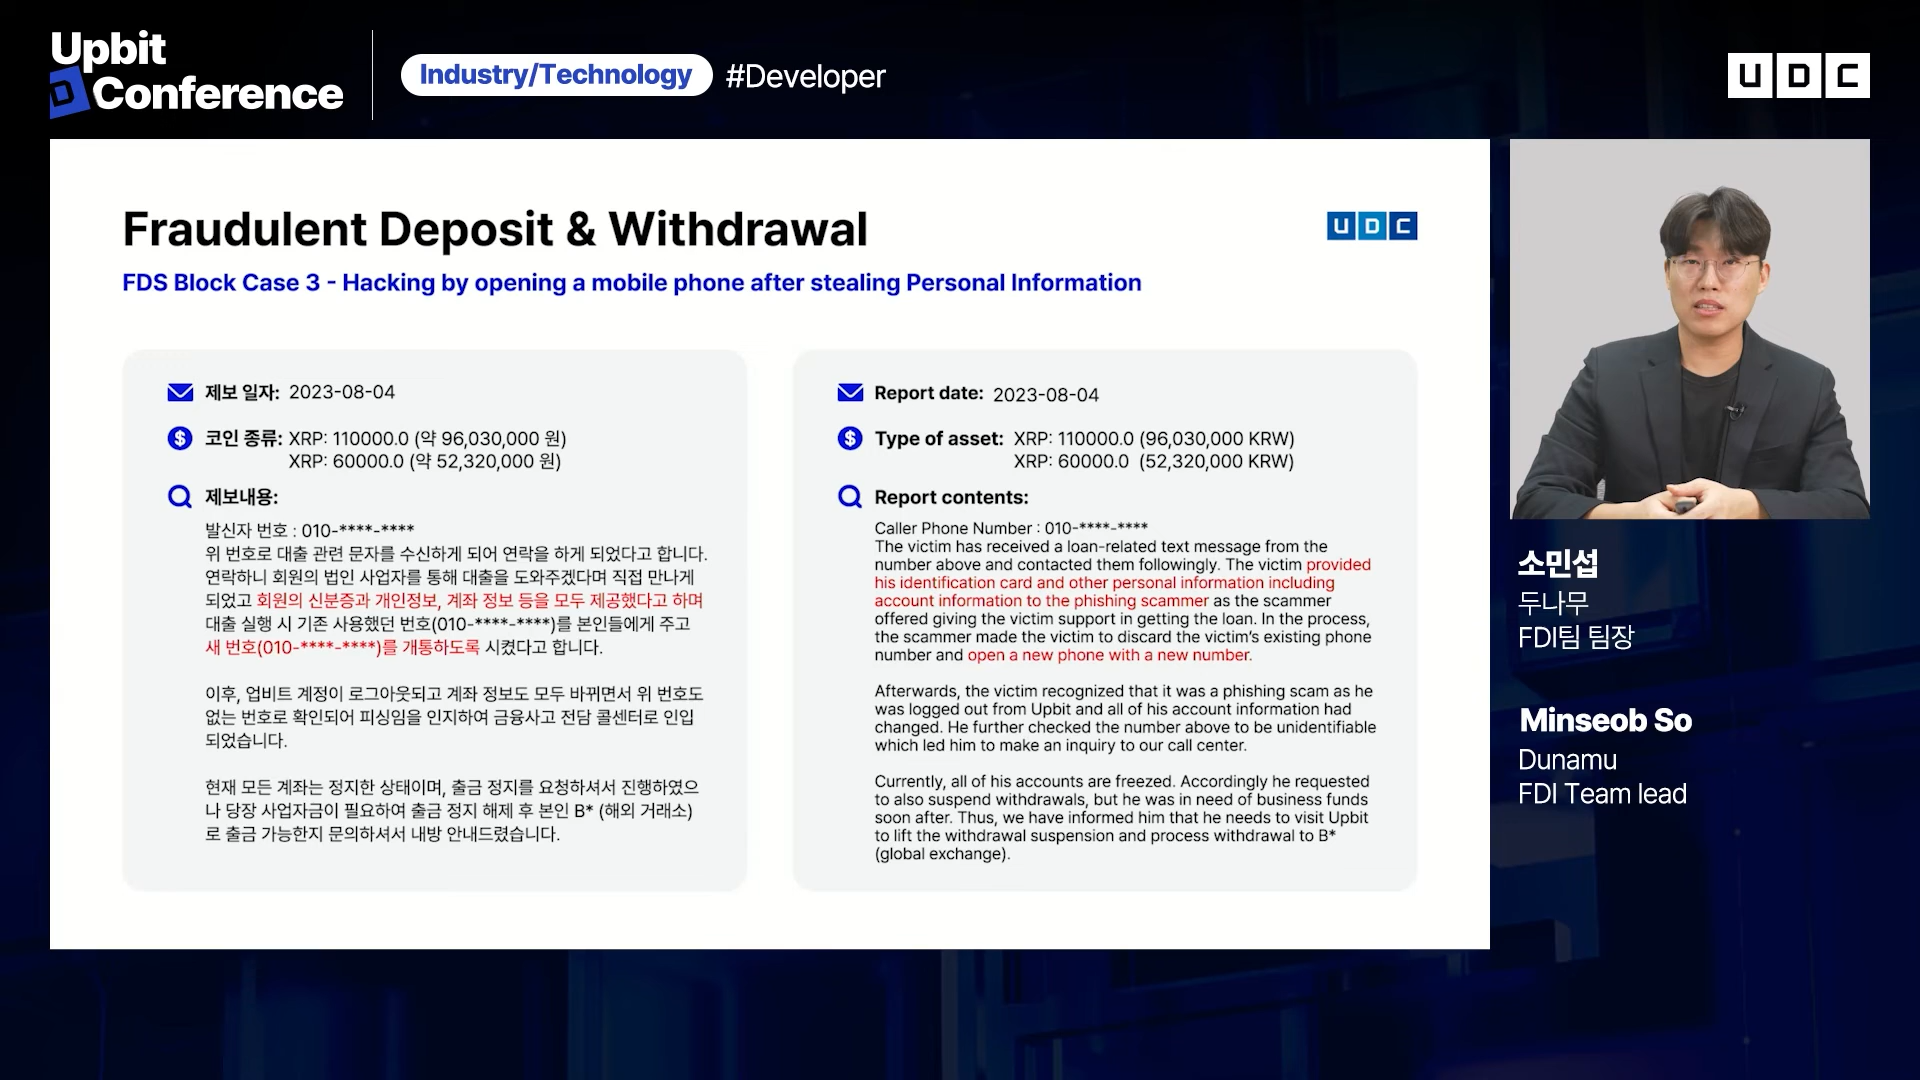 Upbit
D Conference
Industry/Technology #Developer
UDC
Fraudulent Deposit & Withdrawal
UDC
FDS Block Case 3 - Hacking by opening a mobile phone after stealing Personal Information
제보 일자: 2023-08-04
코인 종류: XRP: 110000.0 (약 96,030,000 원)
XRP: 60000.0 (약 52,320,000 원)
제보내용:
발신자 번호 : 010-****-****
위 번호로 대출 관련 문자를 수신하게 되어 연락을 하게 되었다고 합니다.
연락하니 회원의 법인 사업자를 통해 대출을 도와주겠다며 직접 만나게
되었고 회원의 신분증과 개인정보, 계좌 정보 등을 모두 제공했다고 하며
대출 실행 시 기존 사용했던 번호(010-****-****)를 본인들에게 주고
새 번호(010-****-****)를 개통하도록 시켰다고 합니다.
이후, 업비트 계정이 로그아웃되고 계좌 정보도 모두 바뀌면서 위 번호도
없는 번호로 확인되어 피싱임을 인지하여 금융사고 전담 콜센터로 인입
되었습니다.
현재 모든 계좌는 정지한 상태이며, 출금 정지를 요청하셔서 진행하였으
나 당장 사업자금이 필요하여 출금 정지 해제 후 본인 B* (해외 거래소)
로 출금 가능한지 문의하셔서 내방 안내드렸습니다.
Report date: 2023-08-04
Type of asset: XRP: 110000.0 (96,030,000 KRW)
XRP: 60000.0 (52,320,000 KRW)
Report contents:
Caller Phone Number : 010-****-****
The victim has received a loan-related text message from the
number above and contacted them followingly. The victim provided
his identification card and other personal information including
account information to the phishing scammer as the scammer
offered giving the victim support in getting the loan. In the process,
the scammer made the victim to discard the victim's existing phone
number and open a new phone with a new number.
Afterwards, the victim recognized that it was a phishing scam as he
was logged out from Upbit and all of his account information had
changed. He further checked the number above to be unidentifiable
which led him to make an inquiry to our call center.
Currently, all of his accounts are freezed. Accordingly he requested
to also suspend withdrawals, but he was in need of business funds
soon after. Thus, we have informed him that he needs to visit Upbit
to lift the withdrawal suspension and process withdrawal to B*
(global exchange).
소민섭
두나무
FDI팀 팀장
Minseob So
Dunamu
FDI Team lead